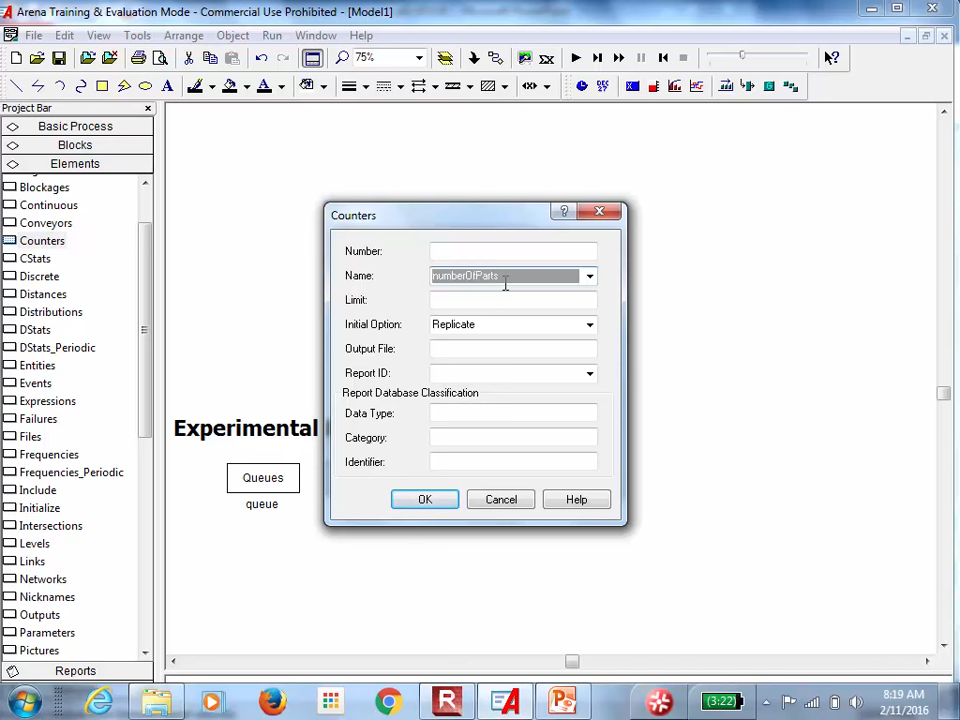 Arena Training & Evaluation Mode - Commercial Use Prohibited - [Model1]
File Edit View Tools Arrange Object Run Window Help
75%
Project Bar
Basic Process
Blocks
Elements
Blockages
Continuous
Conveyors
Counters
CStats
Discrete
Distances
Distributions
DStats
DStats_Periodic
Entities
Events
Expressions
Failures
Files
Frequencies
Frequencies_Periodic
Include
Initialize
Intersections
Levels
Links
Networks
Nicknames
Outputs
Parameters
Pictures
Reports
Experimental
Queues
queue
Counters
Number:
Name: numberOfParts
Limit:
Initial Option: Replicate
Output File:
Report ID:
Report Database Classification
Data Type:
Category:
Identifier:
OK Cancel Help
(3:22)
8:19 AM
2/11/2016